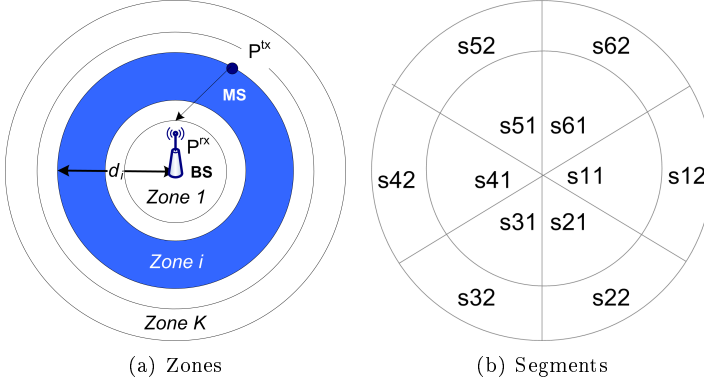 P^tx
MS
P^rx
BS
d_i
Zone 1
Zone i
Zone K
(a) Zones
s52 s62
s51 s61
s42 s41 s11 s12
s31 s21
s32 s22
(b) Segments